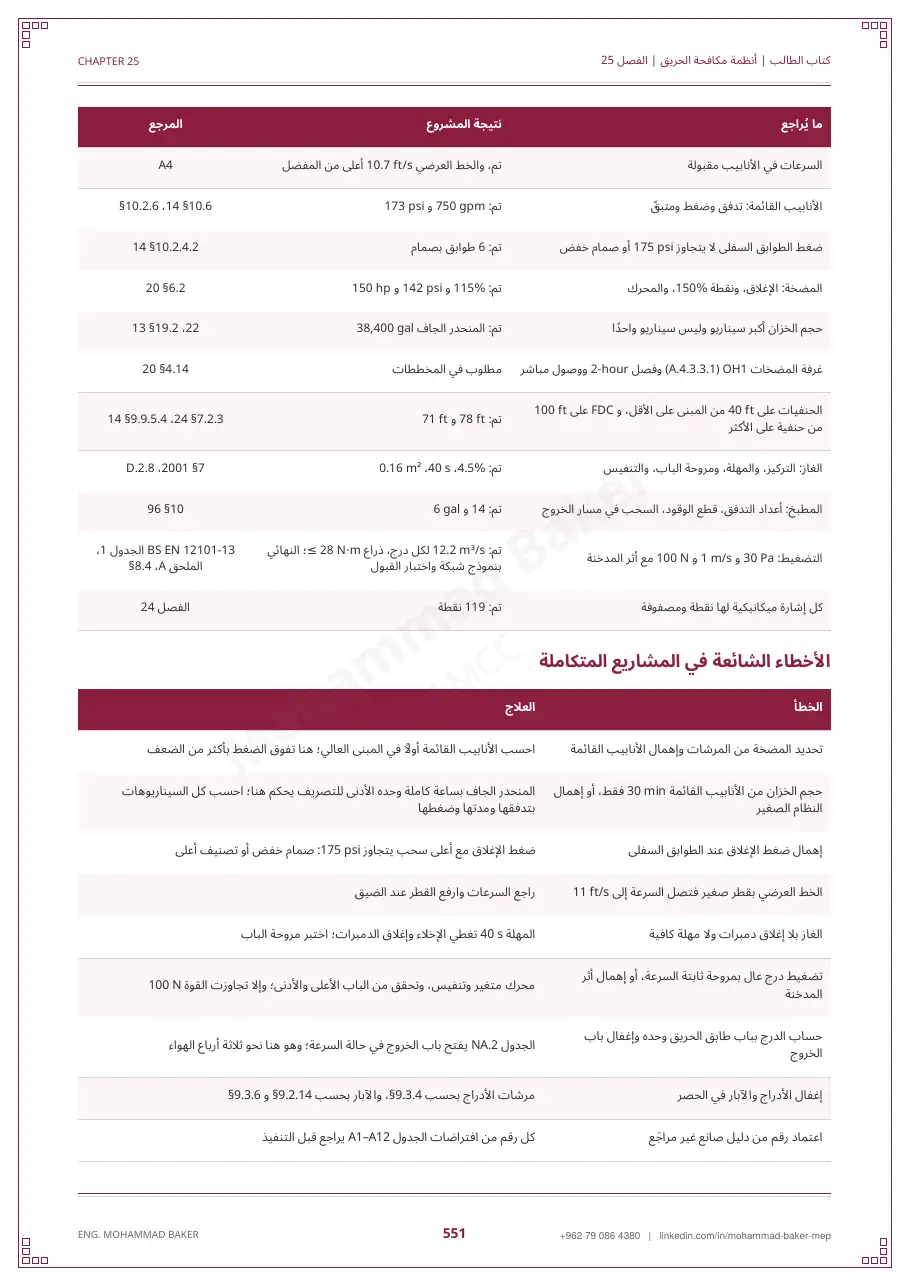 كتاب الطالب | أنظمة مكافحة الحريق | الفصل 25
CHAPTER 25
ما يُراجع	نتيجة المشروع	المرجع
السرعات في الأنابيب مقبولة	تم، والخط العرضي 10.7 ft/s أعلى من المفضل	A4
الأنابيب القائمة: تدفق وضغط ومتبقّ	تم: 750 gpm و 173 psi	14 §10.6، §10.2.6
ضغط الطوابق السفلى لا يتجاوز 175 psi أو صمام خفض	تم: 6 طوابق بصمام	14 §10.2.4.2
المضخة: الإغلاق، ونقطة 150%، والمحرك	تم: 115% و 142 psi و 150 hp	20 §6.2
حجم الخزان أكبر سيناريو وليس سيناريو واحدًا	تم: المنحدر الجاف 38,400 gal	13 §19.2، 22
غرفة المضخات OH1 (A.4.3.3.1) وفصل 2-hour ووصول مباشر	مطلوب في المخططات	20 §4.14
الحنفيات على 40 ft من المبنى على الأقل، و FDC على 100 ft
من حنفية على الأكثر	تم: 78 ft و 71 ft	24 §7.2.3، 14 §9.9.5.4
الغاز: التركيز، والمهلة، ومروحة الباب، والتنفيس	تم: 4.5%، 40 s، 0.16 m²	2001 §7، D.2.8
المطبخ: أعداد التدفق، قطع الوقود، السحب في مسار الخروج	تم: 14 و 6 gal	96 §10
التضغيط: 30 Pa و 1 m/s و 100 N مع أثر المدخنة	تم: 12.2 m³/s لكل درج، ذراع ≤ 28 N·m؛ النهائي	BS EN 12101-13 الجدول 1،
بنموذج شبكة واختبار القبول	الملحق A، §8.4
كل إشارة ميكانيكية لها نقطة ومصفوفة	تم: 119 نقطة	الفصل 24
الأخطاء الشائعة في المشاريع المتكاملة
الخطأ	العلاج
تحديد المضخة من المرشات وإهمال الأنابيب القائمة	احسب الأنابيب القائمة أولًا في المبنى العالي؛ هنا تفوق الضغط بأكثر من الضعف
حجم الخزان من الأنابيب القائمة 30 min فقط، أو إهمال	المنحدر الجاف بساعة كاملة وحده الأدنى للتصريف يحكم هنا؛ احسب كل السيناريوهات
النظام الصغير	بتدفقها ومدتها وضغطها
إهمال ضغط الإغلاق عند الطوابق السفلى	ضغط الإغلاق مع أعلى سحب يتجاوز 175 psi: صمام خفض أو تصنيف أعلى
الخط العرضي بقطر صغير فتصل السرعة إلى 11 ft/s	راجع السرعات وارفع القطر عند الضيق
الغاز بلا إغلاق دمبرات ولا مهلة كافية	المهلة 40 s تغطي الإخلاء وإغلاق الدمبرات؛ اختبر مروحة الباب
تضغيط درج عال بمروحة ثابتة السرعة، أو إهمال أثر
المدخنة	محرك متغير وتنفيس، وتحقق من الباب الأعلى والأدنى؛ وإلا تجاوزت القوة 100 N
حساب الدرج بباب طابق الحريق وحده وإغفال باب
الخروج	الجدول NA.2 يفتح باب الخروج في حالة السرعة؛ وهو هنا نحو ثلاثة أرباع الهواء
إغفال الأدراج والآبار في الحصر	مرشات الأدراج بحسب §9.3.4، والآبار بحسب §9.2.14 و §9.3.6
اعتماد رقم من دليل صانع غير مراجَع	كل رقم من افتراضات الجدول A1–A12 يراجع قبل التنفيذ
Mohammad Baker
SMCC
ENG. MOHAMMAD BAKER
551
+962 79 086 4380 | linkedin.com/in/mohammad-baker-mep